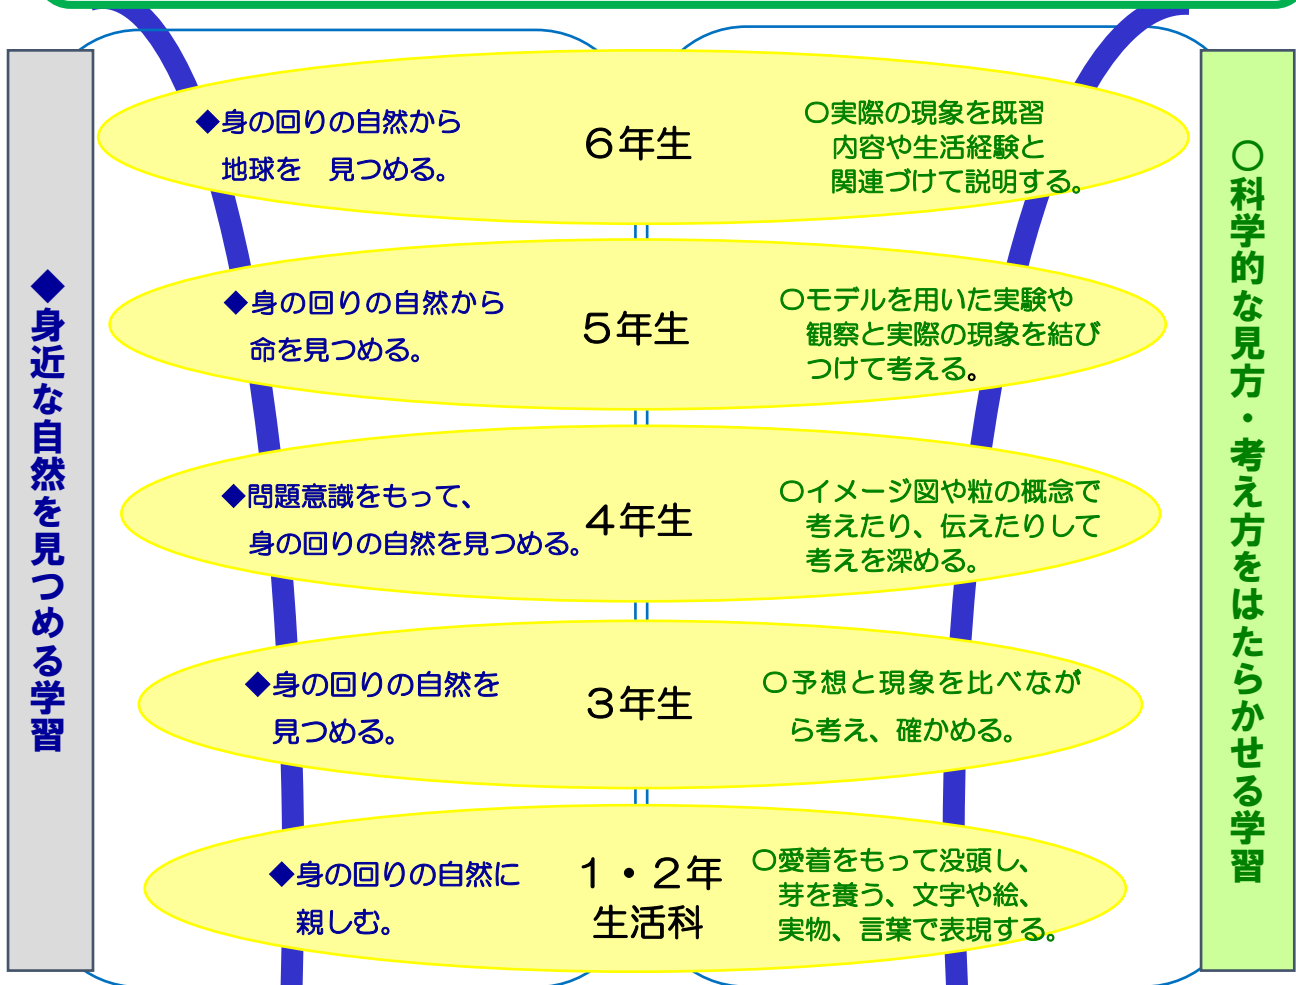 ◆身近な自然を見つめる学習
◆身の回りの自然から
地球を　見つめる。
6年生
○実際の現象を既習
内容や生活経験と
関連づけて説明する。
◆身の回りの自然から
命を見つめる。
5年生
○モデルを用いた実験や
観察と実際の現象を結び
つけて考える。
◆問題意識をもって、
身の回りの自然を見つめる。
4年生
○イメージ図や粒の概念で
考えたり、伝えたりして
考えを深める。
◆身の回りの自然を
見つめる。
3年生
○予想と現象を比べなが
ら考え、確かめる。
◆身の回りの自然に
親しむ。
1・2年
生活科
○愛着をもって没頭し、
芽を養う、文字や絵、
実物、言葉で表現する。
○科学的な見方・考え方をはたらかせる学習